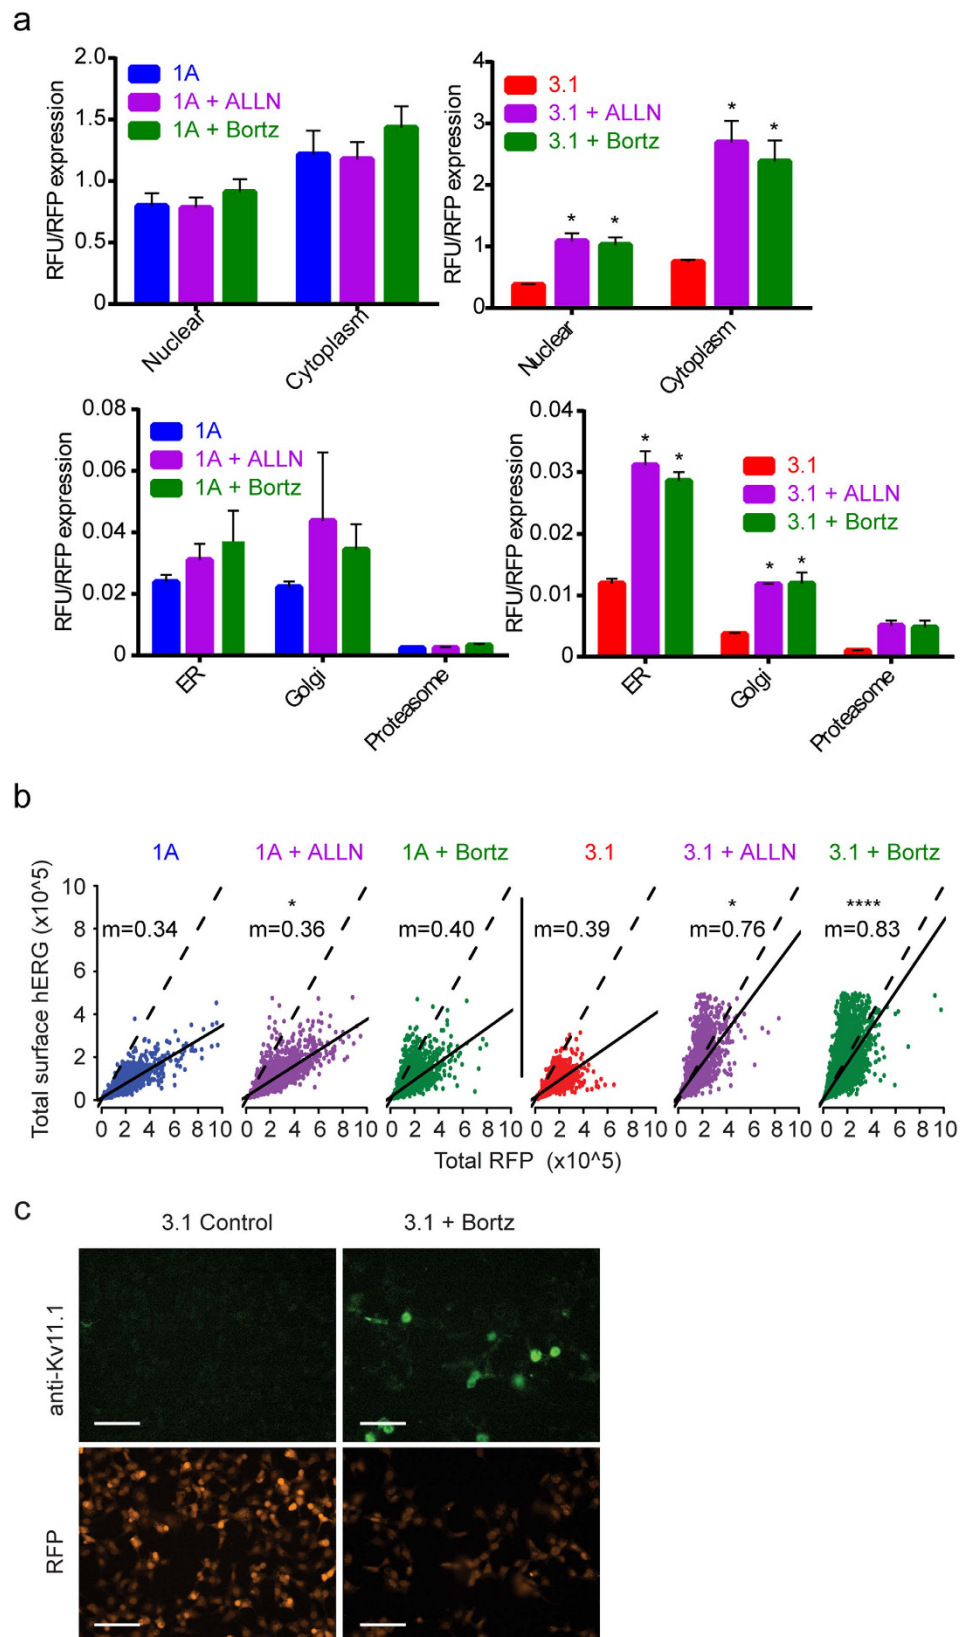 a
2.0
1.5
1.0
0.5
0
RFU/RFP expression
1A
1A + ALLN
1A + Bortz
Nuclear
Cytoplasm
4
3
2
1
0
RFU/RFP expression
3.1
3.1 + ALLN
3.1 + Bortz
* * * *
Nuclear
Cytoplasm
0.08
0.06
0.04
0.02
0
RFU/RFP expression
1A
1A + ALLN
1A + Bortz
ER
Golgi
Proteasome
0.04
0.03
0.02
0.01
0
RFU/RFP expression
3.1
3.1 + ALLN
3.1 + Bortz
* * * *
ER
Golgi
Proteasome
b
1A 1A + ALLN 1A + Bortz 3.1 3.1 + ALLN 3.1 + Bortz
* * ****
m=0.34 m=0.36 m=0.40 m=0.39 m=0.76 m=0.83
Total surface hERG (x10^5)
10
8
6
4
2
0
0 2 4 6 8 10 0 2 4 6 8 10 0 2 4 6 8 10 0 2 4 6 8 10 0 2 4 6 8 10 0 2 4 6 8 10
Total RFP (x10^5)
c
3.1 Control 3.1 + Bortz
anti-Kv11.1
RFP